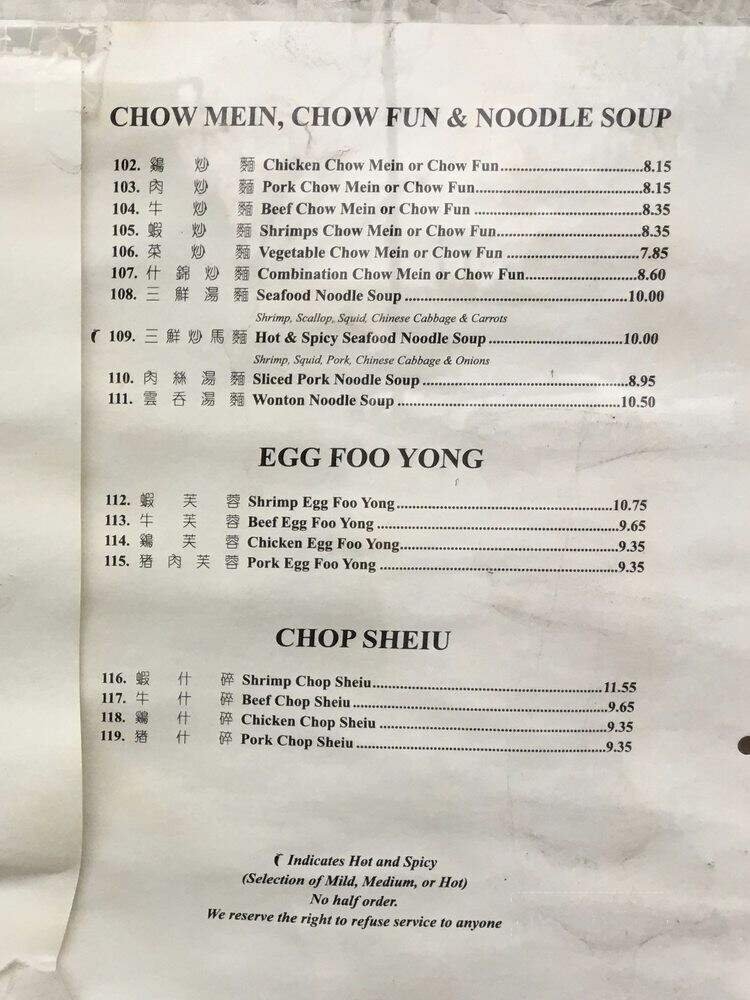 CHOW MEIN, CHOW FUN & NOODLE SOUP
102. 鷄 炒 麵 Chicken Chow Mein or Chow Fun........8.15
103. 肉 炒 麵 Pork Chow Mein or Chow Fun........8.15
104. 牛 炒 麵 Beef Chow Mein or Chow Fun ........8.35
105. 蝦 炒 麵 Shrimps Chow Mein or Chow Fun........8.35
106. 菜 炒 麵 Vegetable Chow Mein or Chow Fun ........7.85
107. 什 錦 炒 麵 Combination Chow Mein or Chow Fun........8.60
108. 三 鮮 湯 麵 Seafood Noodle Soup ........10.00
Shrimp, Scallop, Squid, Chinese Cabbage & Carrots
109. 三 鮮 炒 馬 麵 Hot & Spicy Seafood Noodle Soup ........10.00
Shrimp, Squid, Pork, Chinese Cabbage & Onions
110. 肉 絲 湯 麵 Sliced Pork Noodle Soup ........8.95
111. 雲 吞 湯 麵 Wonton Noodle Soup ........10.50
EGG FOO YONG
112. 蝦 芙 蓉 Shrimp Egg Foo Yong ........10.75
113. 牛 芙 蓉 Beef Egg Foo Yong ........9.65
114. 鷄 芙 蓉 Chicken Egg Foo Yong........9.35
115. 猪 肉 芙 蓉 Pork Egg Foo Yong ........9.35
CHOP SHEIU
116. 蝦 什 碎 Shrimp Chop Sheiu........11.55
117. 牛 什 碎 Beef Chop Sheiu ........9.65
118. 鷄 什 碎 Chicken Chop Sheiu ........9.35
119. 猪 什 碎 Pork Chop Sheiu ........9.35
Indicates Hot and Spicy
(Selection of Mild, Medium, or Hot)
No half order.
We reserve the right to refuse service to anyone